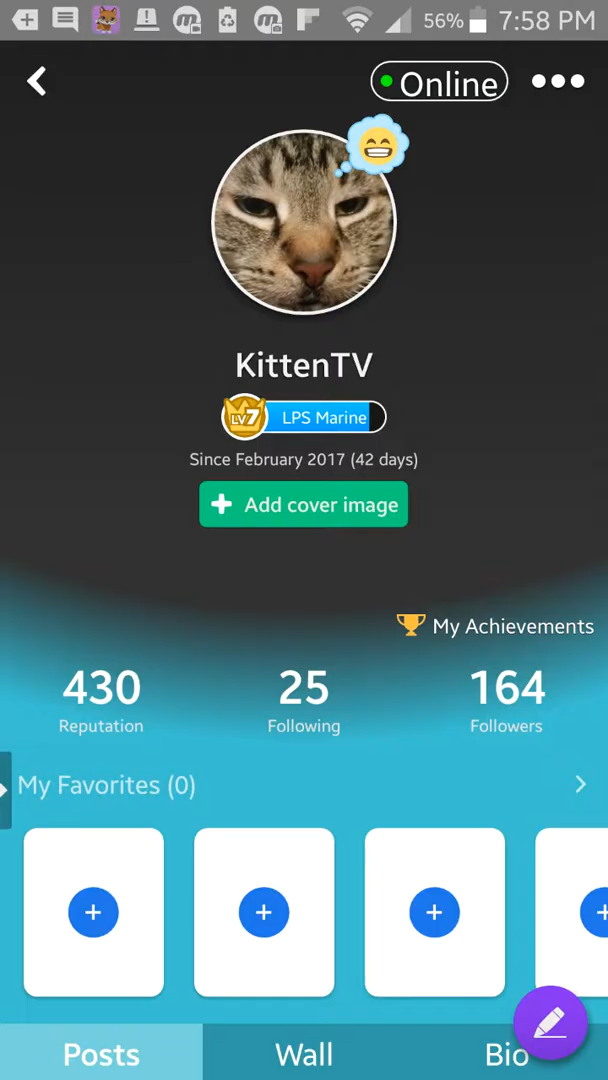 56% 7:58 PM
Online
KittenTV
LV7 LPS Marine
Since February 2017 (42 days)
+ Add cover image
My Achievements
430 25 164
Reputation Following Followers
My Favorites (0)
Posts Wall Bio